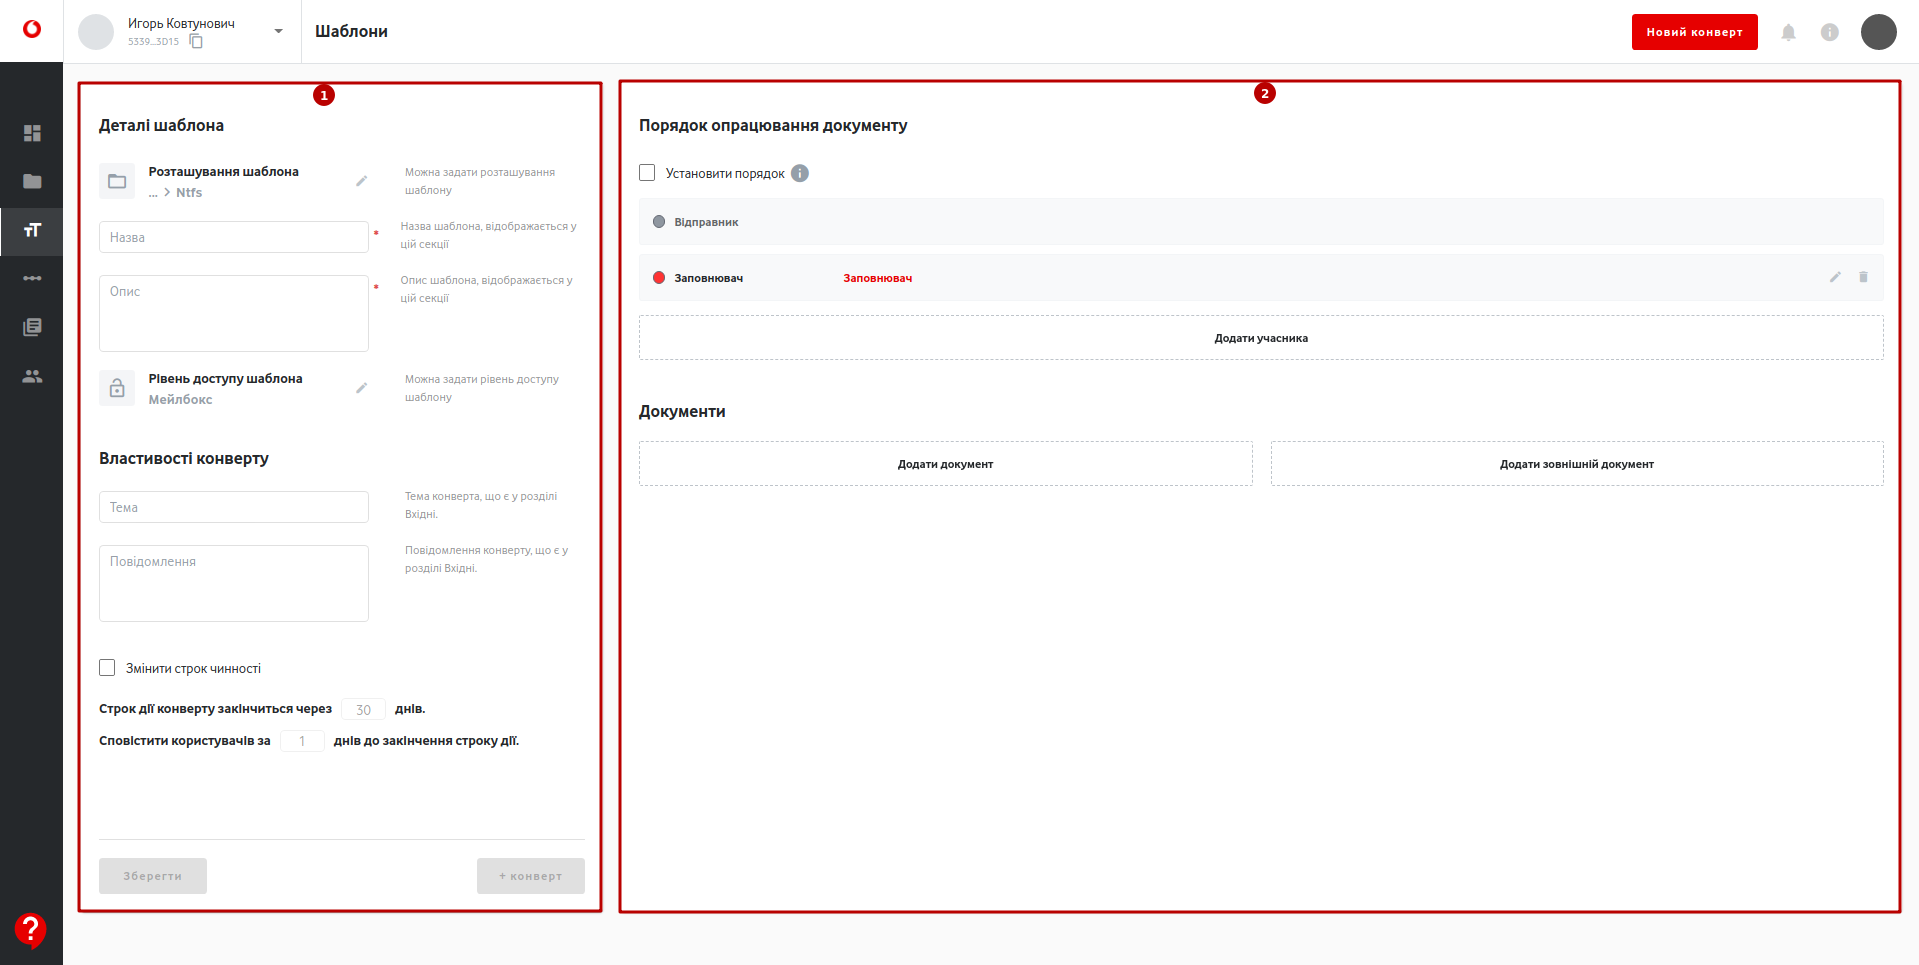 Игорь Ковтунович
5339...3D15
Шаблони
Новий конверт
1
Деталі шаблона
Розташування шаблона
... > Ntfs
Можна задати розташування
шаблону
Назва
*
Назва шаблона, відображається у
цій секції
Опис
*
Опис шаблона, відображається у
цій секції
Рівень доступу шаблона
Мейлбокс
Можна задати рівень доступу
шаблону
Властивості конверту
Тема
Тема конверта, що є у розділі
Вхідні.
Повідомлення
Повідомлення конверту, що є у
розділі Вхідні.
Змінити строк чинності
Строк дії конверту закінчиться через 30 днів.
Сповістити користувачів за 1 днів до закінчення строку дії.
Зберегти
+ конверт
2
Порядок опрацювання документу
Установити порядок
Відправник
Заповнювач Заповнювач
Додати учасника
Документи
Додати документ
Додати зовнішній документ